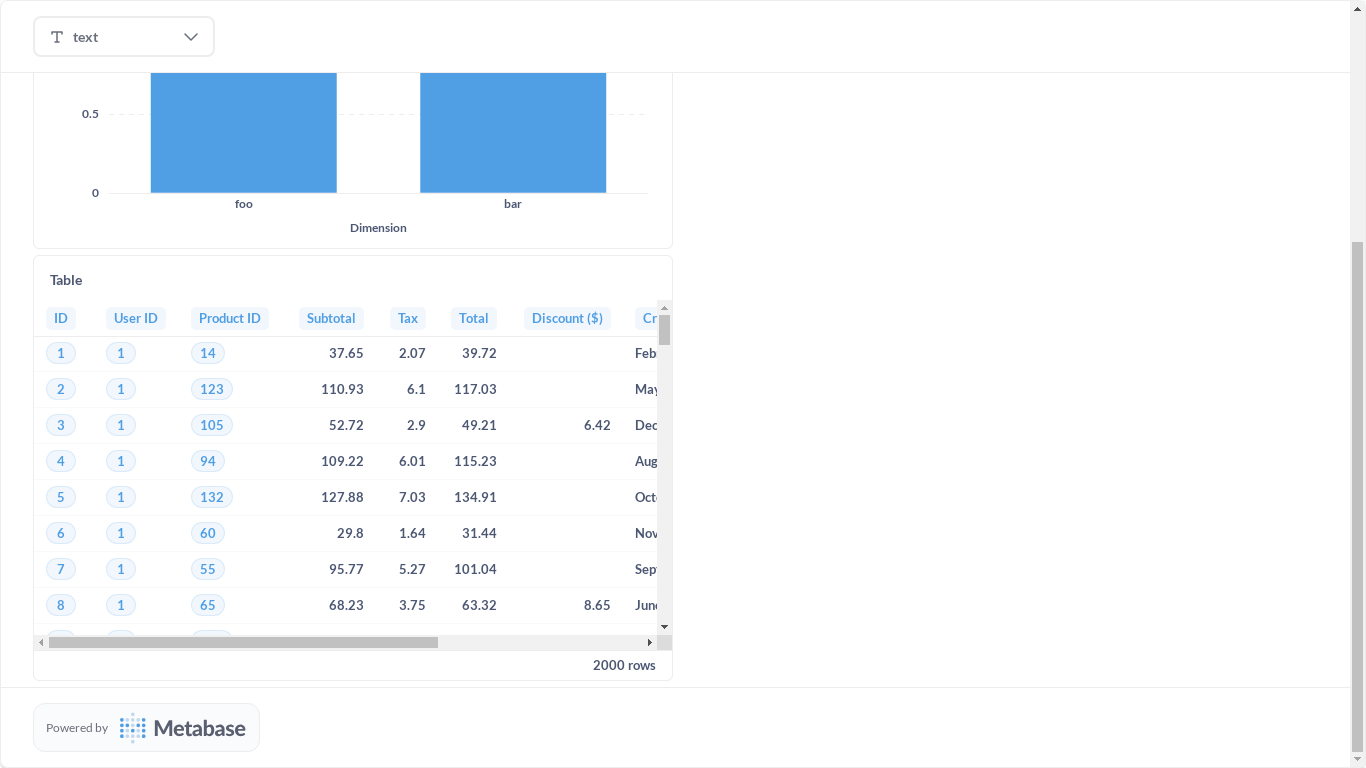 text
0.5
0
foo bar
Dimension
Table
ID User ID Product ID Subtotal Tax Total Discount ($) Cr
1 1 14 37.65 2.07 39.72 Feb
2 1 123 110.93 6.1 117.03 May
3 1 105 52.72 2.9 49.21 6.42 Dec
4 1 94 109.22 6.01 115.23 Aug
5 1 132 127.88 7.03 134.91 Oct
6 1 60 29.8 1.64 31.44 Nov
7 1 55 95.77 5.27 101.04 Sep
8 1 65 68.23 3.75 63.32 8.65 June
2000 rows
Powered by Metabase